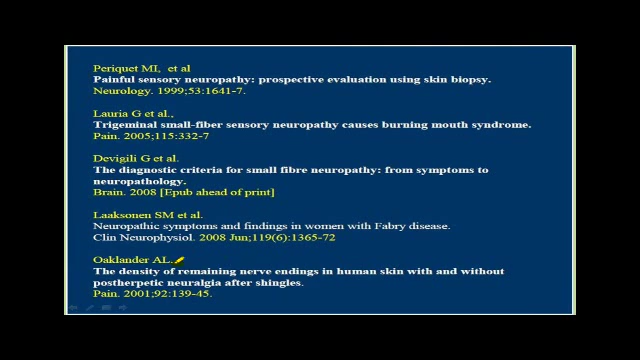 Periquet MI, et al
Painful sensory neuropathy: prospective evaluation using skin biopsy.
Neurology. 1999;53:1641-7.
Lauria G et al.,
Trigeminal small-fiber sensory neuropathy causes burning mouth syndrome.
Pain. 2005;115:332-7
Devigili G et al.
The diagnostic criteria for small fibre neuropathy: from symptoms to
neuropathology.
Brain. 2008 [Epub ahead of print]
Laaksonen SM et al.
Neuropathic symptoms and findings in women with Fabry disease.
Clin Neurophysiol. 2008 Jun;119(6):1365-72
Oaklander AL.
The density of remaining nerve endings in human skin with and without
postherpetic neuralgia after shingles.
Pain. 2001;92:139-45.